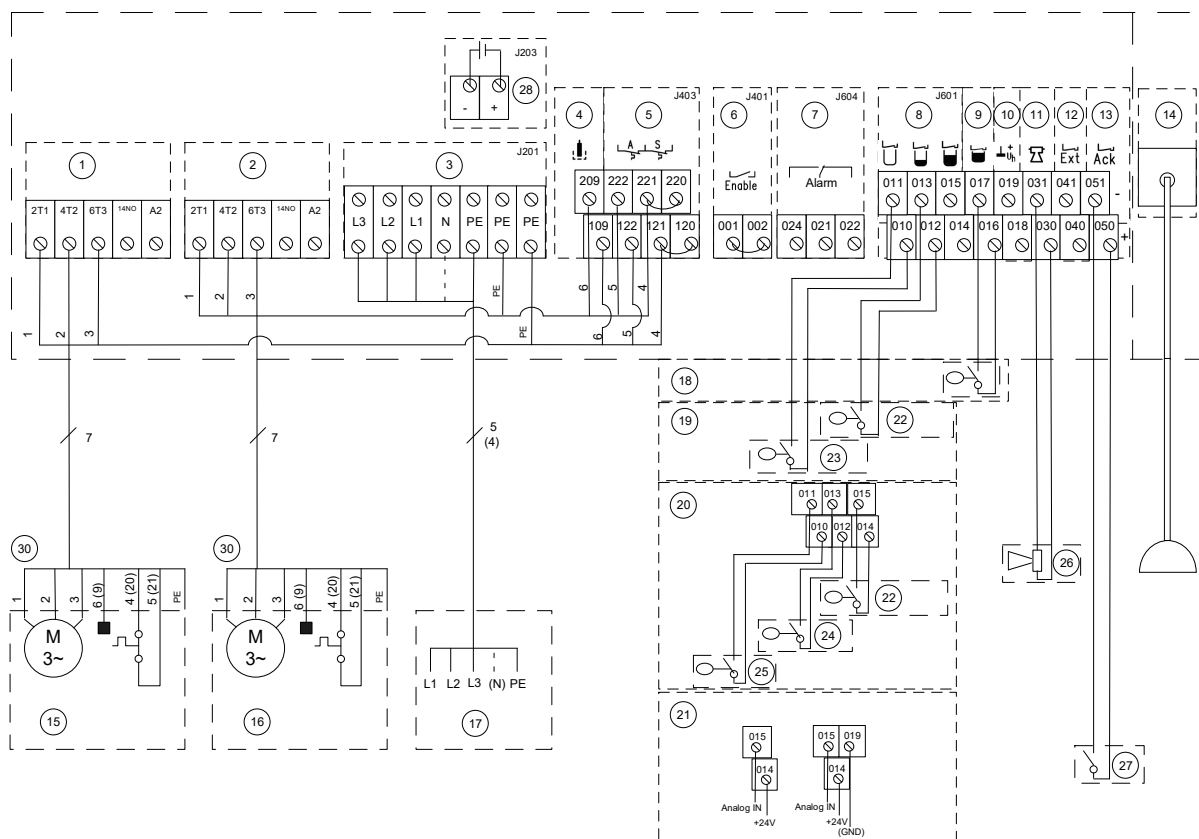 J203
28
- +
J403
J401
J604
J601
4 5 6 7 8 9 10 11 12 13 14
1 2 3
J201
A S
Enable
Alarm
+
Uh
Ext
Ack
209 222 221 220
011 013 015 017 019 031 041 051 -
2T1 4T2 6T3 14NO A2
2T1 4T2 6T3 14NO A2
L3 L2 L1 N PE PE PE
109 122 121 120
001 002
024 021 022
- 010 012 014 016 018 030 040 050 +
1 2 3
PE
6 5 4
1 2 3
PE
6 5 4
18
19
22
23
7
7
5
(4)
20
011 013 015
010 012 014
22
24
25
26
30
30
1 2 3 6 (9) 4 (20) 5 (21) PE
1 2 3 6 (9) 4 (20) 5 (21) PE
M
3~
M
3~
L1 L2 L3 (N) PE
15
16
17
21
015
014
Analog IN
+24V
015 019
014
Analog IN
+24V
(GND)
27